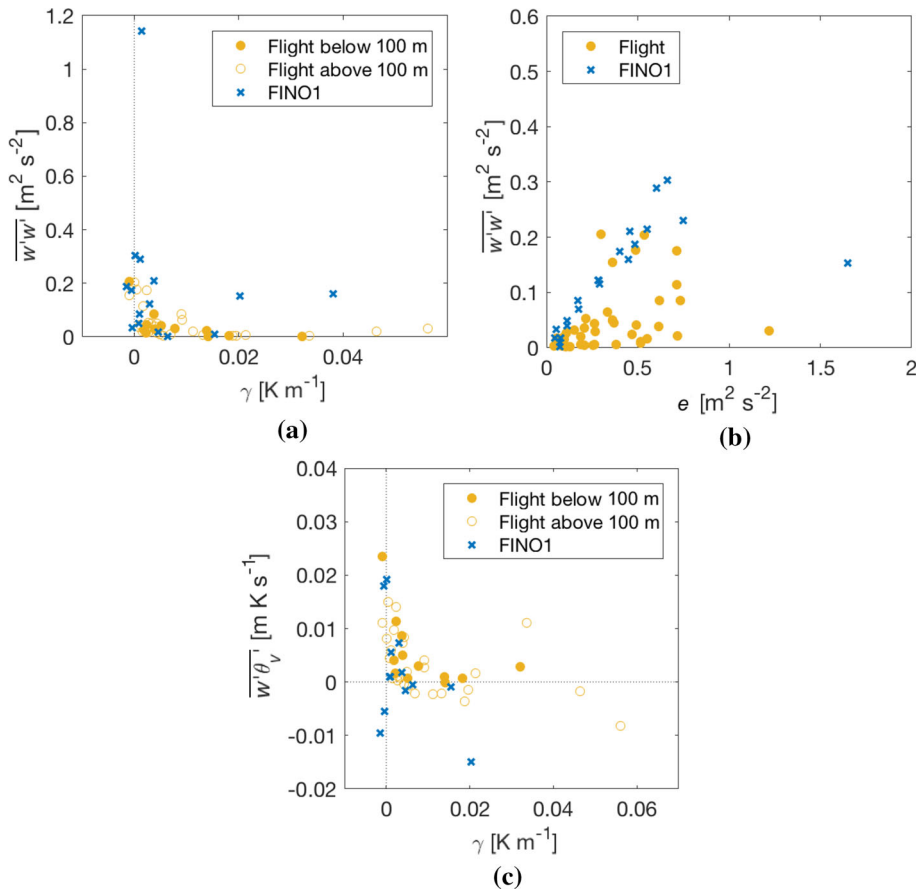 1.2
1
0.8
0.6
0.4
0.2
0
0 0.02 0.04
w'w' [m² s⁻²]
γ [K m⁻¹]
Flight below 100 m
Flight above 100 m
FINO1
(a)
0.6
0.5
0.4
0.3
0.2
0.1
0
0 0.5 1 1.5 2
w'w' [m² s⁻²]
e [m² s⁻²]
Flight
FINO1
(b)
0.04
0.03
0.02
0.01
0
-0.01
-0.02
0 0.02 0.04 0.06
w'θᵥ' [m K s⁻¹]
γ [K m⁻¹]
Flight below 100 m
Flight above 100 m
FINO1
(c)